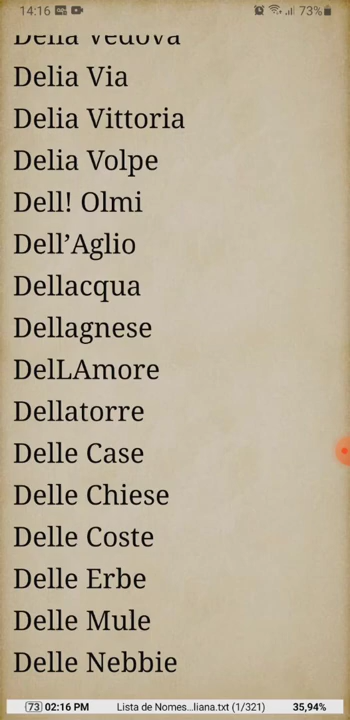 14:16 73%
Della Vedova
Delia Via
Delia Vittoria
Delia Volpe
Dell! Olmi
Dell’Aglio
Dellacqua
Dellagnese
DelLAmore
Dellatorre
Delle Case
Delle Chiese
Delle Coste
Delle Erbe
Delle Mule
Delle Nebbie
73 02:16 PM Lista de Nomes...liana.txt (1/321) 35,94%